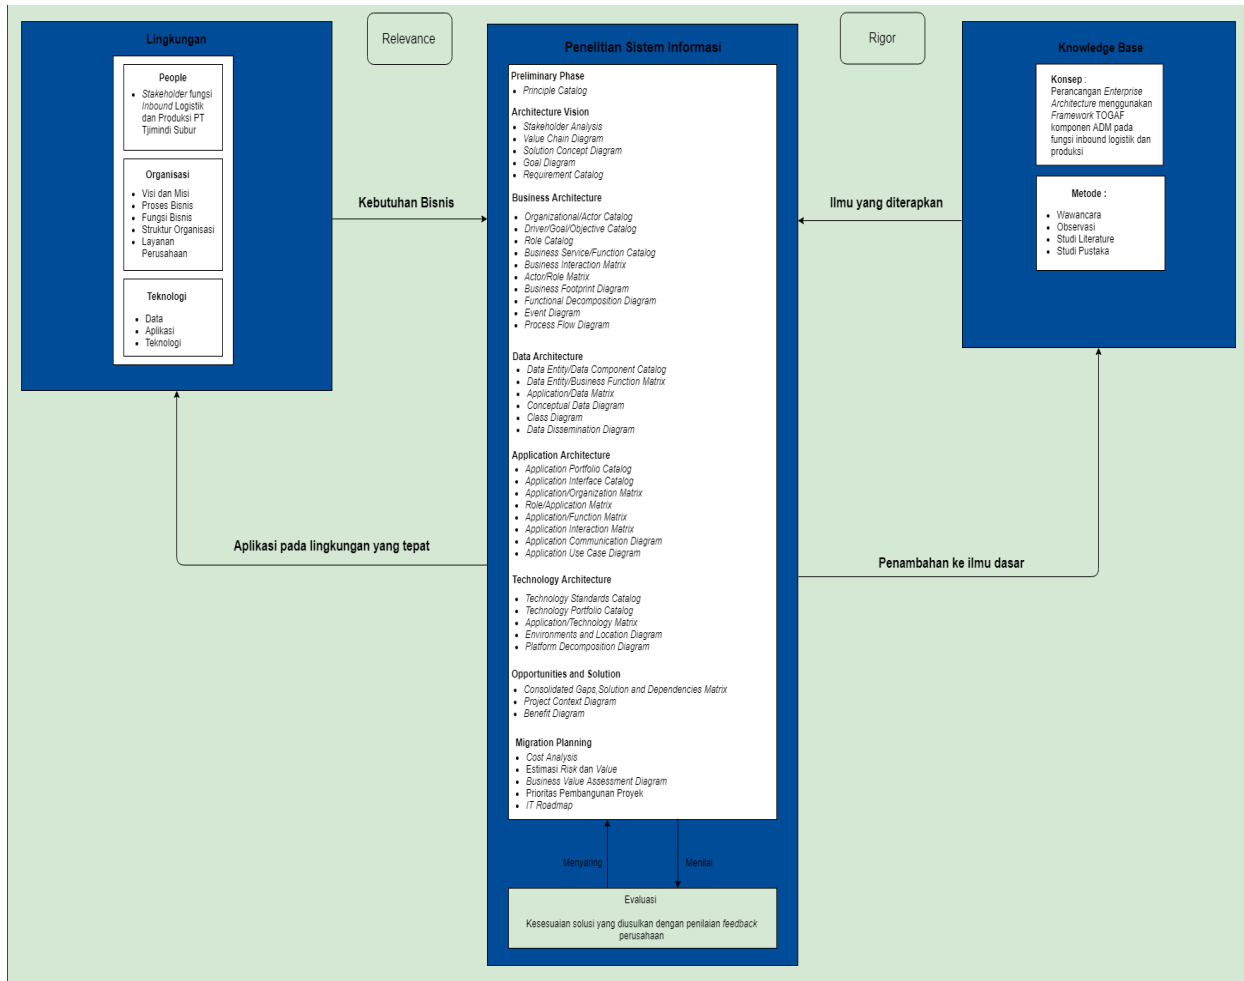 Lingkungan
People
Stakeholder fungsi
Inbound Logistik
dan Produksi PT
Tjimindi Subur
Organisasi
Visi dan Misi
Proses Bisnis
Fungsi Bisnis
Struktur Organisasi
Layanan
Perusahaan
Teknologi
Data
Aplikasi
Teknologi
Relevance
Kebutuhan Bisnis
Aplikasi pada lingkungan yang tepat
Penelitian Sistem Informasi
Preliminary Phase
Principle Catalog
Architecture Vision
Stakeholder Analysis
Value Chain Diagram
Solution Concept Diagram
Goal Diagram
Requirement Catalog
Business Architecture
Organizational/Actor Catalog
Driver/Goal/Objective Catalog
Role Catalog
Business Service/Function Catalog
Business Interaction Matrix
Actor/Role Matrix
Business Footprint Diagram
Functional Decomposition Diagram
Event Diagram
Process Flow Diagram
Data Architecture
Data Entity/Data Component Catalog
Data Entity/Business Function Matrix
Application/Data Matrix
Conceptual Data Diagram
Class Diagram
Data Dissemination Diagram
Application Architecture
Application Portfolio Catalog
Application Interface Catalog
Application/Organization Matrix
Role/Application Matrix
Application/Function Matrix
Application Interaction Matrix
Application Communication Diagram
Application Use Case Diagram
Technology Architecture
Technology Standards Catalog
Technology Portfolio Catalog
Application/Technology Matrix
Environments and Location Diagram
Platform Decomposition Diagram
Opportunities and Solution
Consolidated Gaps,Solution and Dependencies Matrix
Project Context Diagram
Benefit Diagram
Migration Planning
Cost Analysis
Estimasi Risk dan Value
Business Value Assessment Diagram
Prioritas Pembangunan Proyek
IT Roadmap
Menyaring
Menilai
Evaluasi
Kesesuaian solusi yang diusulkan dengan penilaian feedback
perusahaan
Rigor
Ilmu yang diterapkan
Penambahan ke ilmu dasar
Knowledge Base
Konsep :
Perancangan Enterprise
Architecture menggunakan
Framework TOGAF
komponen ADM pada
fungsi inbound logistik dan
produksi
Metode :
Wawancara
Observasi
Studi Literature
Studi Pustaka